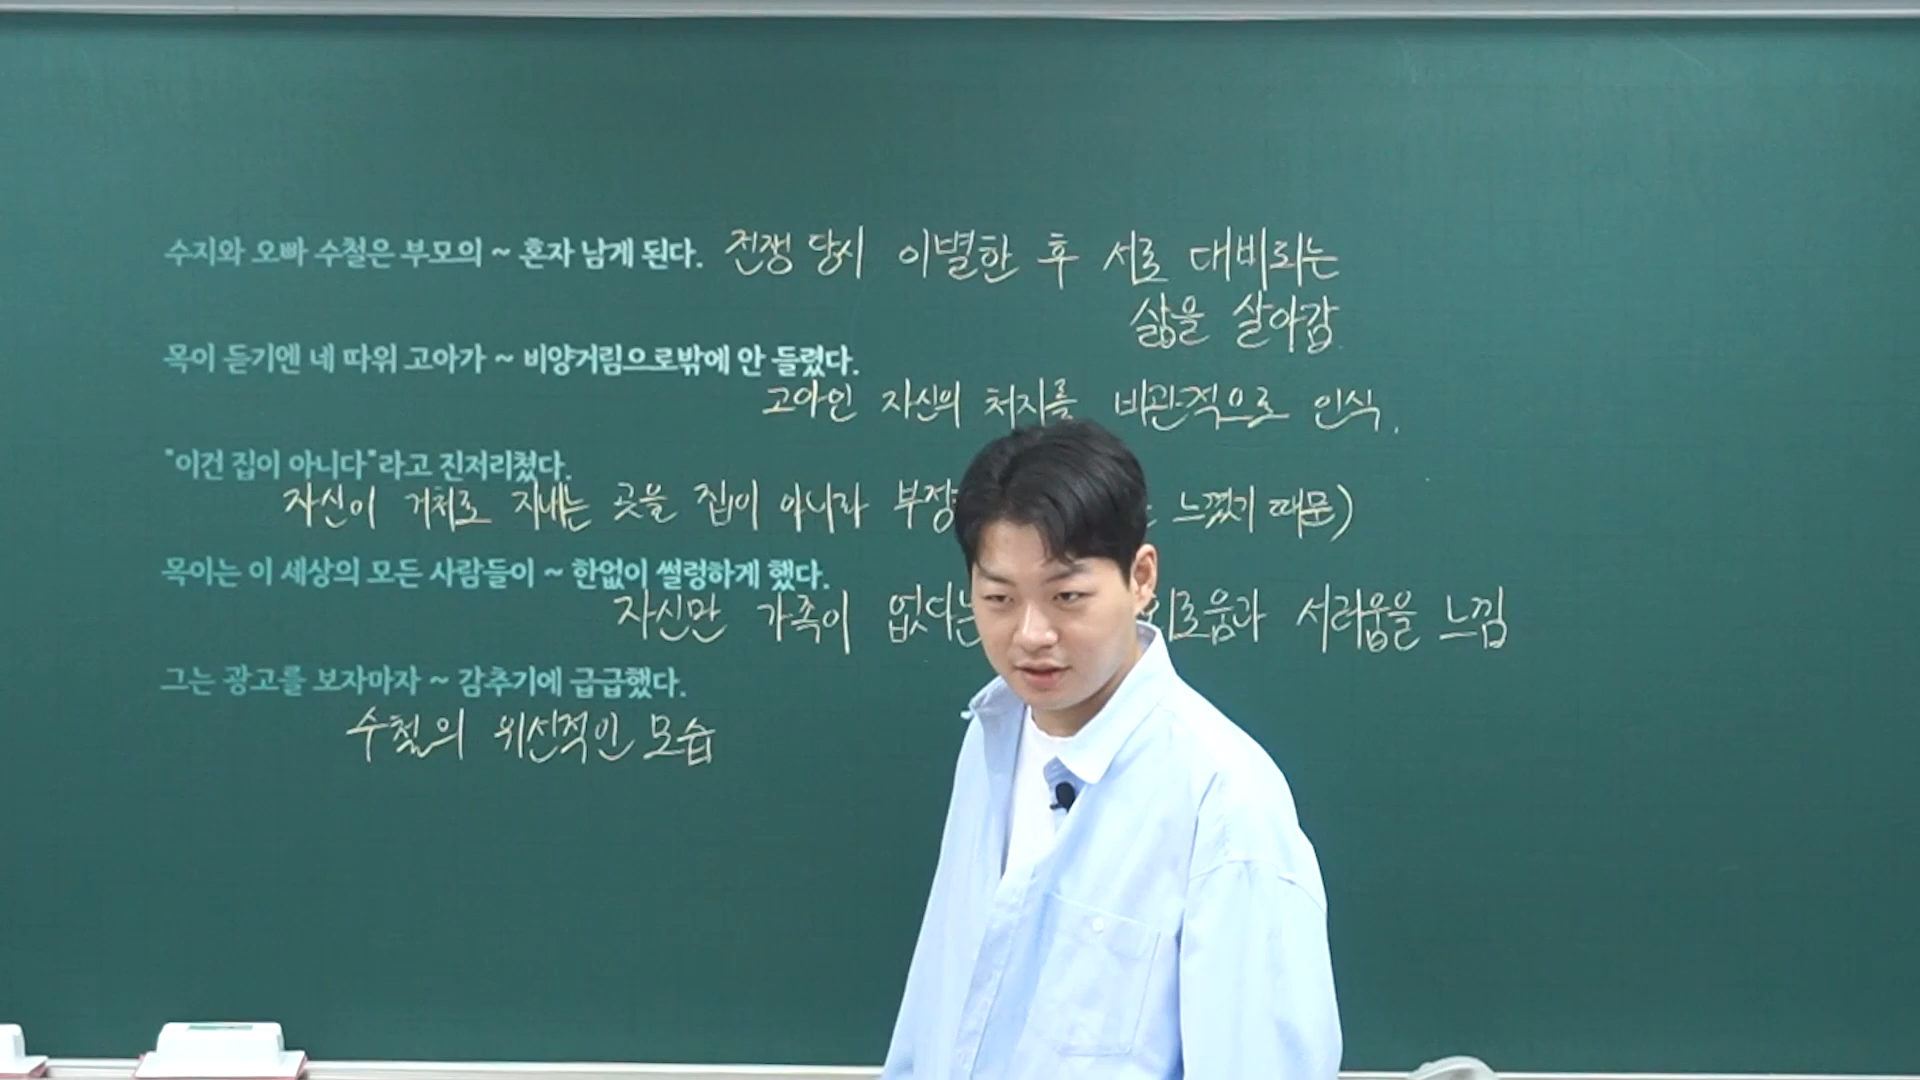 수지와 오빠 수철은 부모의 ~ 혼자 남게 된다. 전쟁 당시 이별한 후 서로 대비되는
삶을 살아감.
목이 듣기엔 네 따위 고아가 ~ 비양거림으로밖에 안 들렸다.
고아인 자신의 처지를 비관적으로 인식.
"이건 집이 아니다"라고 진저리쳤다.
자신이 거처로 지내는 곳을 집이 아니라 부정 느꼈기 때문)
목이는 이 세상의 모든 사람들이 ~ 한없이 썰렁하게 했다.
자신만 가족이 없다는 외로움과 서러움을 느낌
그는 광고를 보자마자 ~ 감추기에 급급했다.
수철의 위선적인 모습